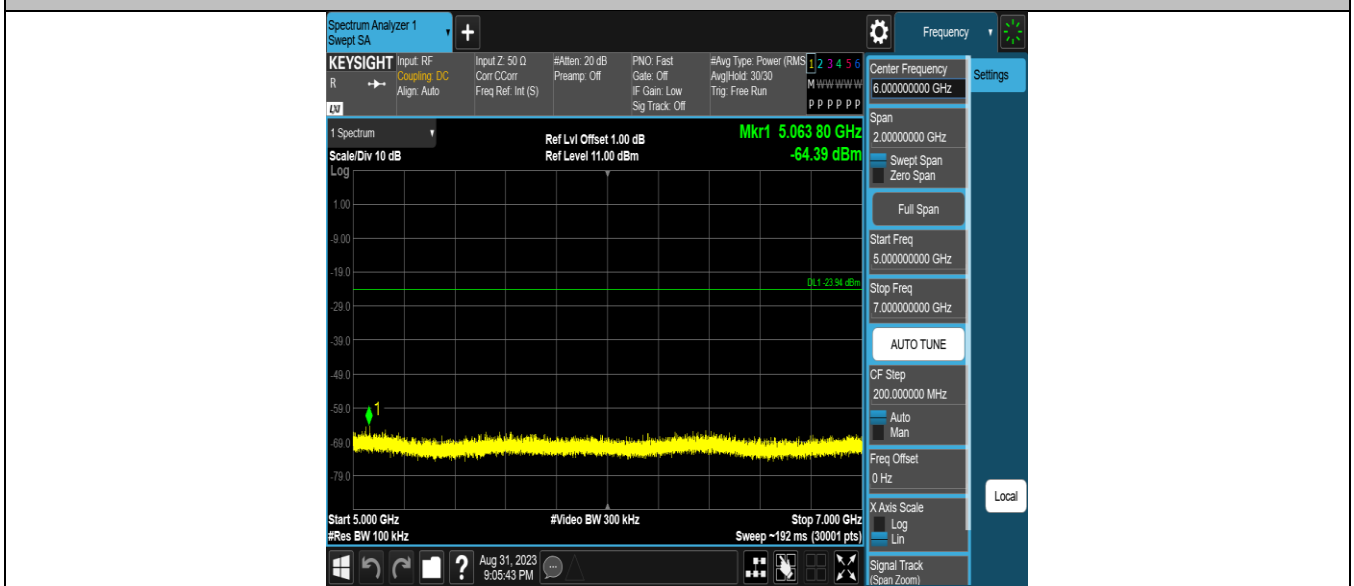 Spectrum Analyzer 1
Swept SA
+
Frequency
KEYSIGHT
R
LXI
Input: RF
Coupling: DC
Align: Auto
Input Z: 50 Ω
Corr CCorr
Freq Ref: Int (S)
#Atten: 20 dB
Preamp: Off
PNO: Fast
Gate: Off
IF Gain: Low
Sig Track: Off
#Avg Type: Power (RMS
Avg|Hold: 30/30
Trig: Free Run
1 2 3 4 5 6
M W W W W W
P P P P P P
1 Spectrum
Scale/Div 10 dB
Log
Ref Lvl Offset 1.00 dB
Ref Level 11.00 dBm
Mkr1 5.063 80 GHz
-64.39 dBm
1.00
-9.00
-19.0
DL1 -23.94 dBm
-29.0
-39.0
-49.0
-59.0
1
-69.0
-79.0
Start 5.000 GHz
#Res BW 100 kHz
#Video BW 300 kHz
Stop 7.000 GHz
Sweep ~192 ms (30001 pts)
?
Aug 31, 2023
9:05:43 PM
Center Frequency
6.000000000 GHz
Settings
Span
2.00000000 GHz
Swept Span
Zero Span
Full Span
Start Freq
5.000000000 GHz
Stop Freq
7.000000000 GHz
AUTO TUNE
CF Step
200.000000 MHz
Auto
Man
Freq Offset
0 Hz
X Axis Scale
Log
Lin
Local
Signal Track
(Span Zoom)